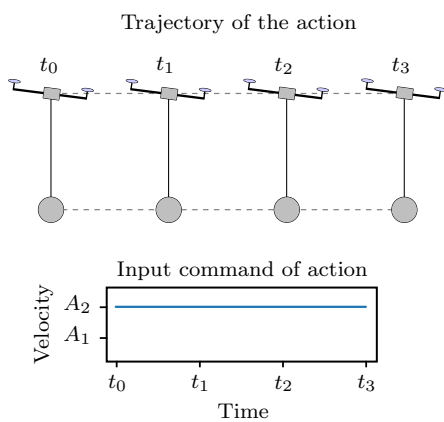 Trajectory of the action
t₀ t₁ t₂ t₃
Input command of action
Velocity
A₂
A₁
t₀ t₁ t₂ t₃
Time